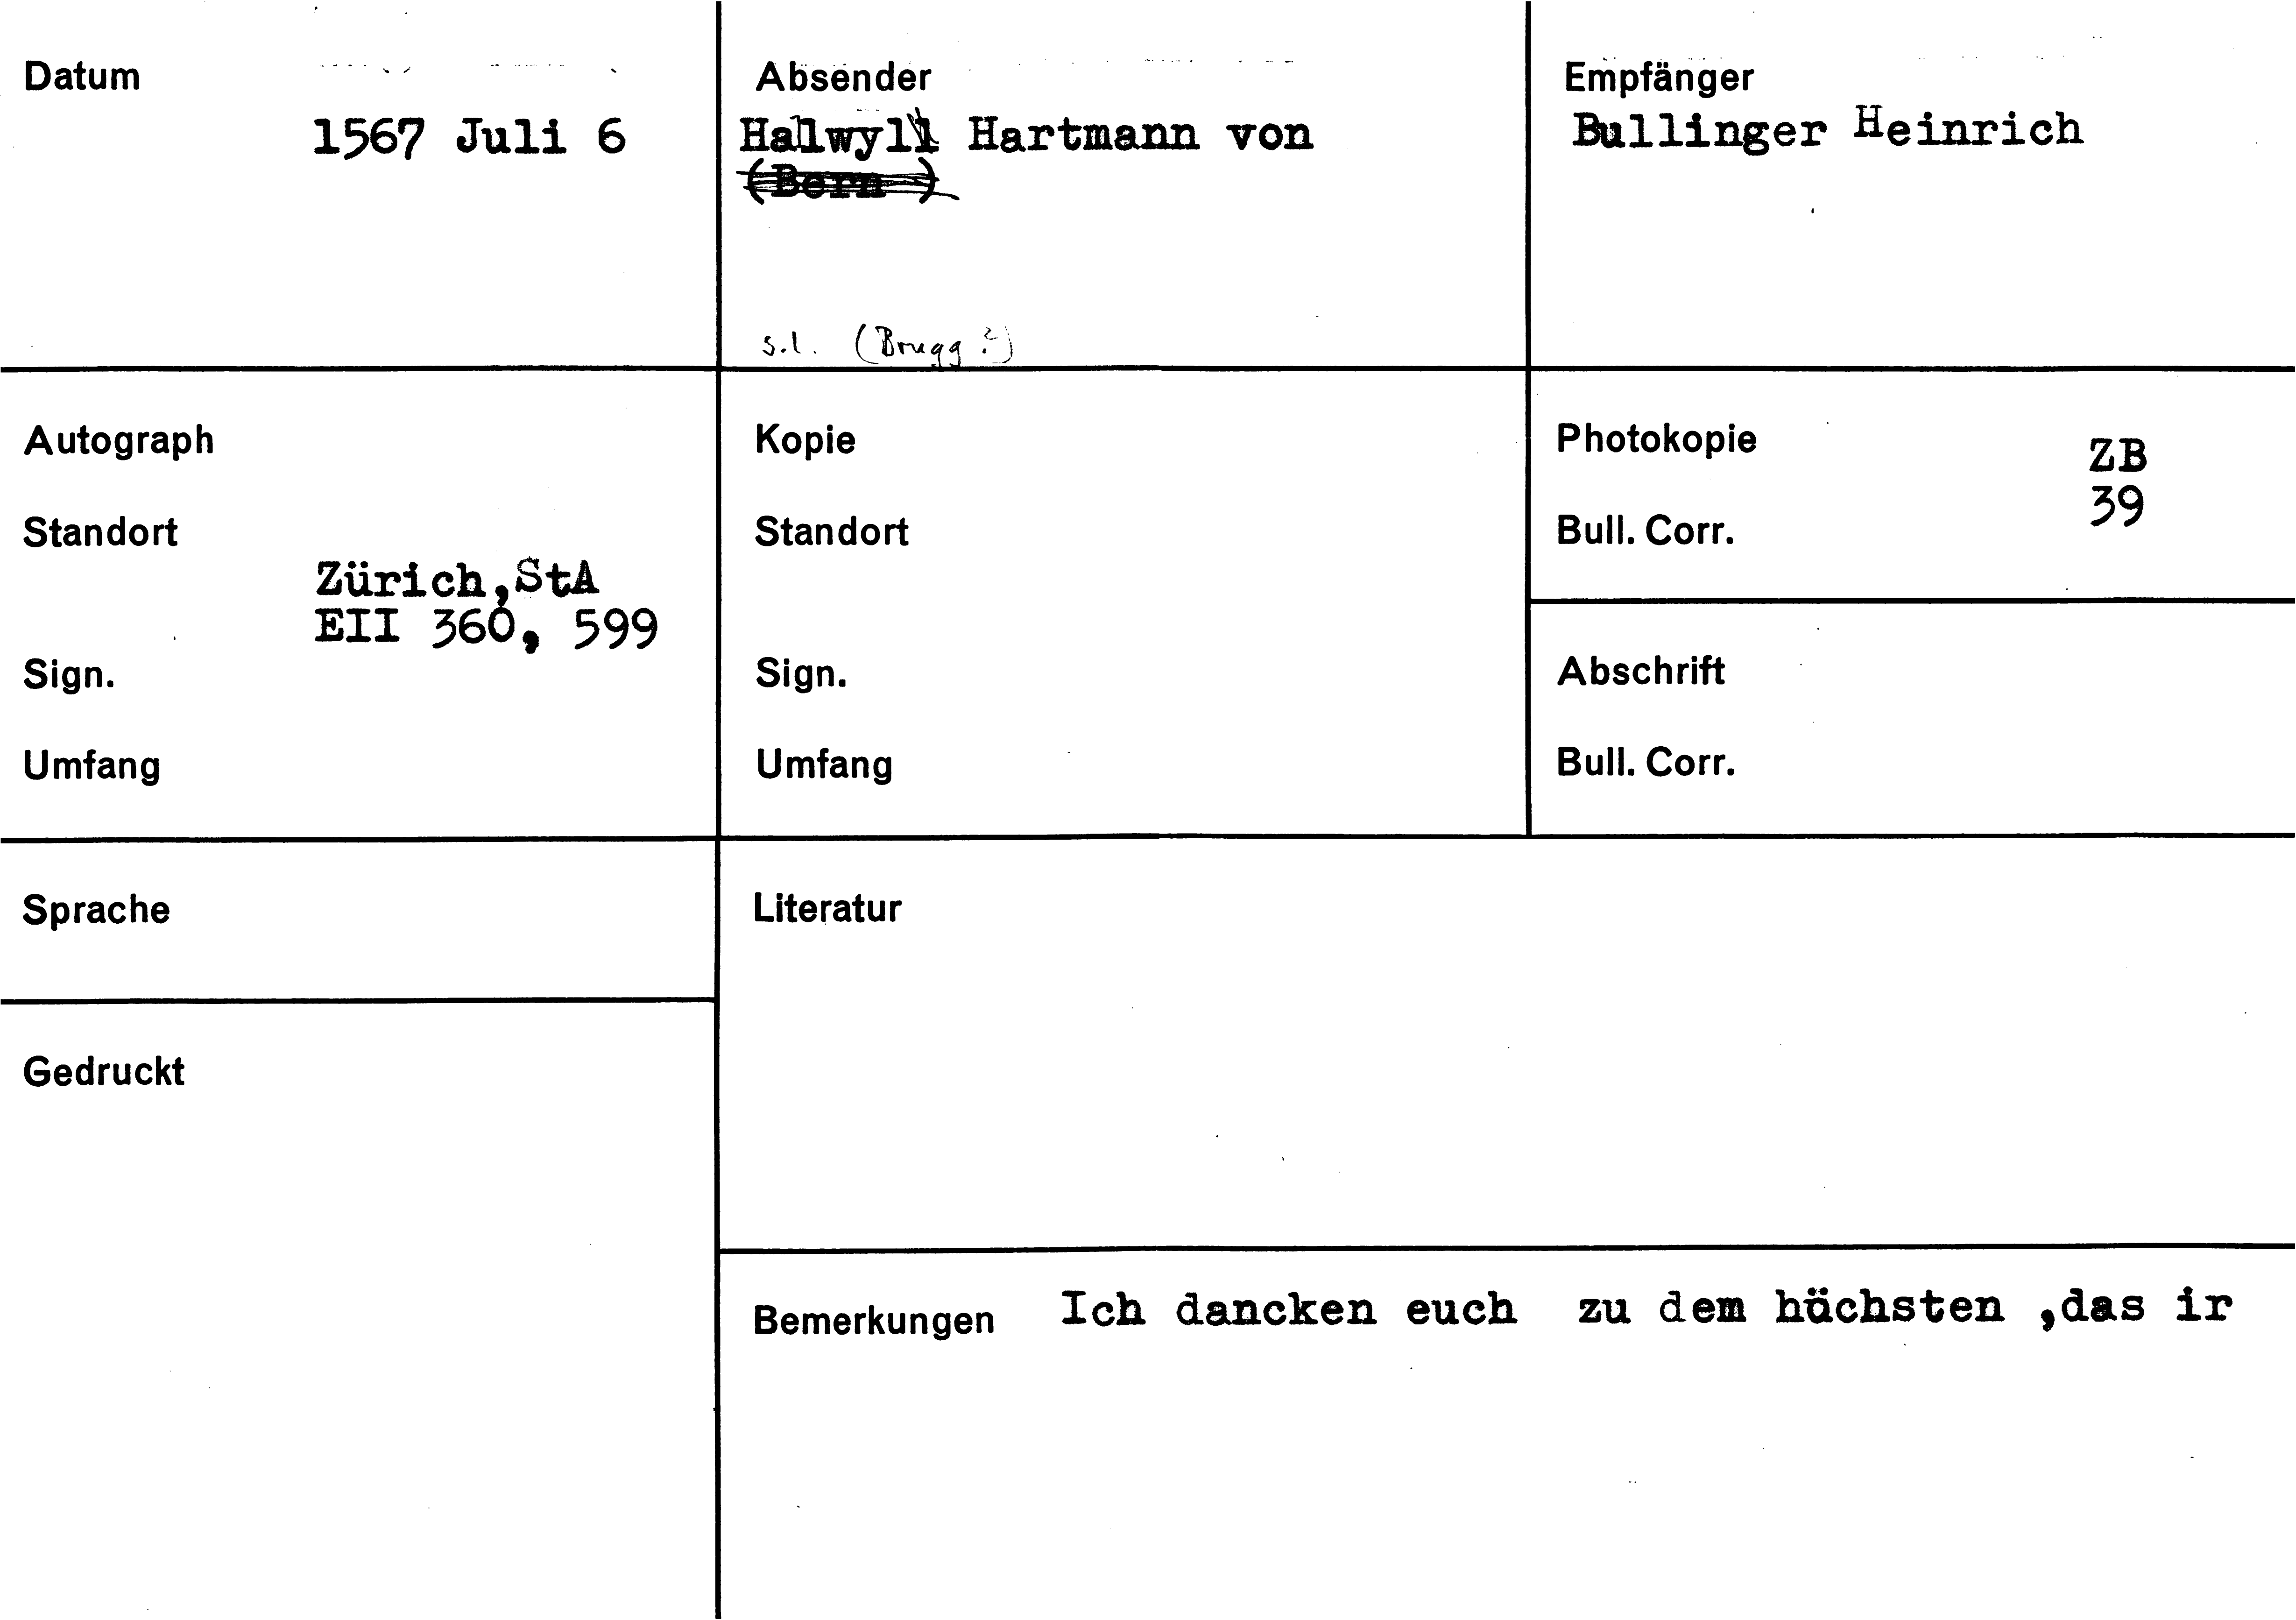 Datum
1567 Juli 6
Absender
Halwyll Hartmann von
(Bern )
s.l. (Brugg ?)
Empfänger
Bullinger Heinrich
Autograph
Standort
Zürich,StA
EII 360, 599
Sign.
Umfang
Kopie
Standort
Sign.
Umfang
Photokopie
ZB
39
Bull. Corr.
Abschrift
Bull. Corr.
Sprache
Literatur
Gedruckt
Bemerkungen Ich dancken euch zu dem höchsten ,das ir